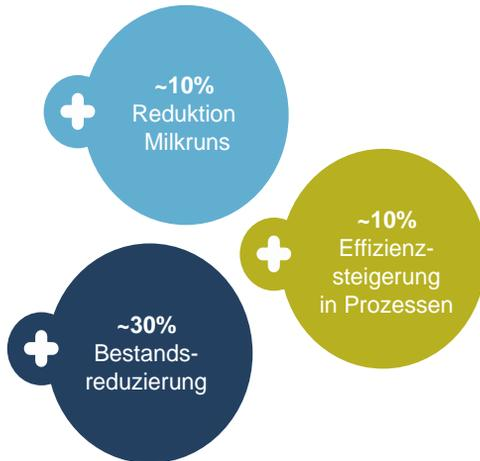 ~10%
Reduktion
Milkruns
~10%
Effizienz-
steigerung
in Prozessen
~30%
Bestands-
reduzierung